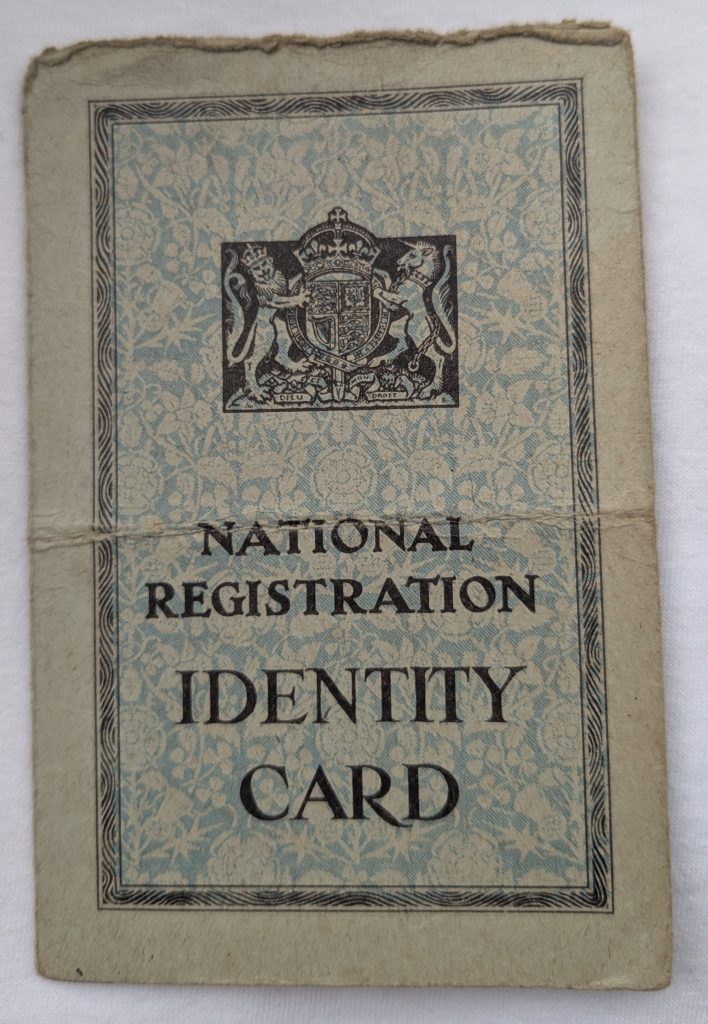 DIEU DROIT
NATIONAL
REGISTRATION
IDENTITY
CARD